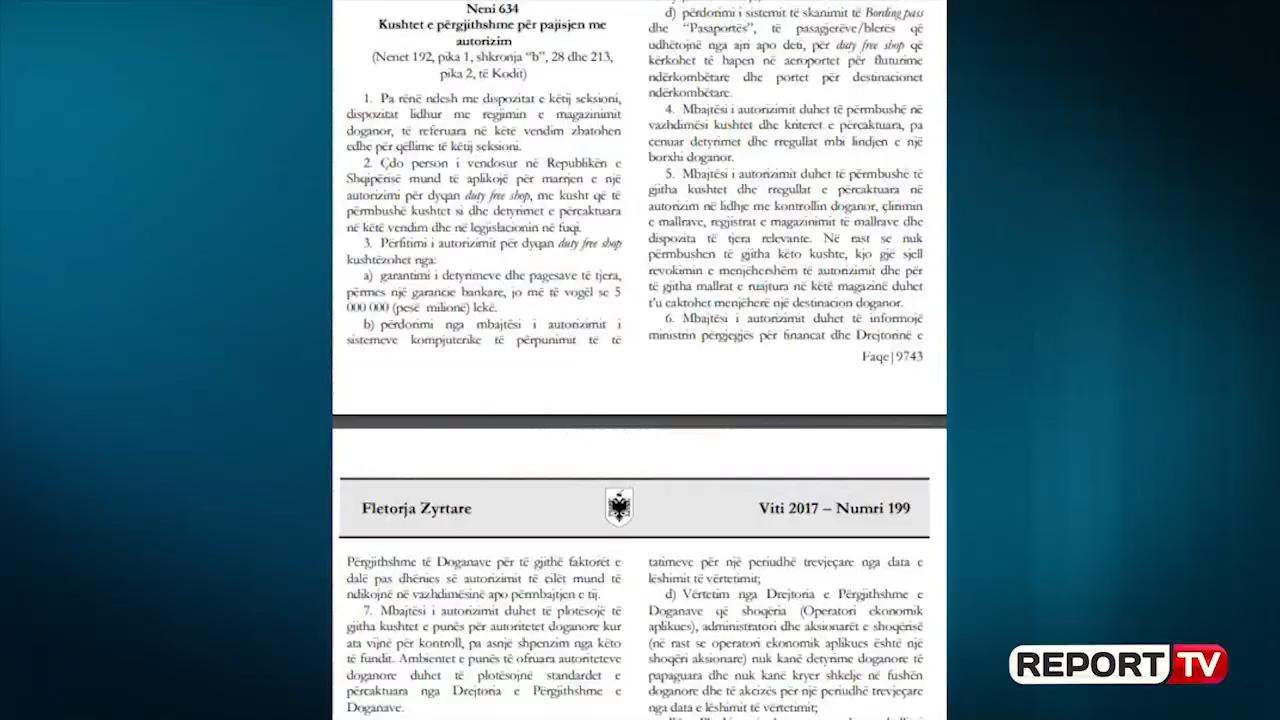 Neni 634
Kushtet e përgjithshme për pajisjen me
autorizim
(Nenet 192, pika 1, shkronja “b”, 28 dhe 213,
pika 2, të Kodit)
1. Pa rënë ndesh me dispozitat e këtij seksioni,
dispozitat lidhur me regjimin e magazinimit
doganor, të referuara në këtë vendim zbatohen
edhe për qëllime të këtij seksioni.
2. Çdo person i vendosur në Republikën e
Shqipërisë mund të aplikojë për marrjen e një
autorizimi për dyqan duty free shop, me kusht që të
përmbushë kushtet si dhe detyrimet e përcaktuara
në këtë vendim dhe në legjislacionin në fuqi.
3. Përfitimi i autorizimit për dyqan duty free shop
kushtëzohet nga:
a) garantimi i detyrimeve dhe pagesave të tjera,
përmes një garancie bankare, jo më të vogël se 5
000 000 (pesë milionë) lekë.
b) përdorimi nga mbajtësi i autorizimit i
sistemeve kompjuterike të përpunimit të të
d) përdorimi i sistemit të skanimit të Bording pass
dhe “Pasaportës”, të pasagjerëve/blerës që
udhëtojnë nga ajri apo deti, për duty free shop që
kërkohet të hapen në aeroportet për fluturime
ndërkombëtare dhe portet për destinacionet
ndërkombëtare.
4. Mbajtësi i autorizimit duhet të përmbushë në
vazhdimësi kushtet dhe kriteret e përcaktuara, pa
cenuar detyrimet dhe rregullat mbi lindjen e një
borxhi doganor.
5. Mbajtësi i autorizimit duhet të përmbushë të
gjitha kushtet dhe rregullat e përcaktuara në
autorizim në lidhje me kontrollin doganor, çlirimin
e mallrave, regjistrat e magazinimit të mallrave dhe
dispozita të tjera relevante. Në rast se nuk
përmbushen të gjitha këto kushte, kjo gjë sjell
revokimin e menjëhershëm të autorizimit dhe për
të gjitha mallrat e ruajtura në këtë magazinë duhet
t'u caktohet menjëherë një destinacion doganor.
6. Mbajtësi i autorizimit duhet të informojë
ministrin përgjegjës për financat dhe Drejtorinë e
Faqe|9743
Fletorja Zyrtare
Viti 2017 – Numri 199
Përgjithshme të Doganave për të gjithë faktorët e
dalë pas dhënies së autorizimit të cilët mund të
ndikojnë në vazhdimësinë apo përmbajtjen e tij.
7. Mbajtësi i autorizimit duhet të plotësojë të
gjitha kushtet e punës për autoritetet doganore kur
ata vijnë për kontroll, pa asnjë shpenzim nga këto
të fundit. Ambientet e punës të ofruara autoriteteve
doganore duhet të plotësojnë standardet e
përcaktuara nga Drejtoria e Përgjithshme e
Doganave.
tatimeve për një periudhë trevjeçare nga data e
lëshimit të vërtetimit;
d) Vërtetim nga Drejtoria e Përgjithshme e
Doganave që shoqëria (Operatori ekonomik
aplikues), administratori dhe aksionarët e shoqërisë
(në rast se operatori ekonomik aplikues është një
shoqëri aksionare) nuk kanë detyrime doganore të
papaguara dhe nuk kanë kryer shkelje në fushën
doganore dhe të akcizës për një periudhë trevjeçare
nga data e lëshimit të vërtetimit;
REPORT TV